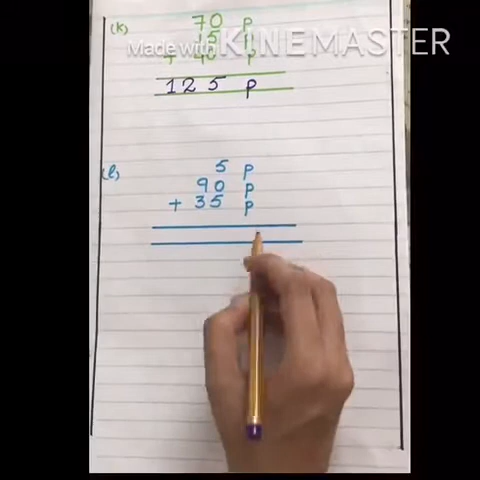 (K) 70 p
15 p
+ 40 p
125 p
Made with KINEMASTER
(l) 5 p
90 p
+ 35 p